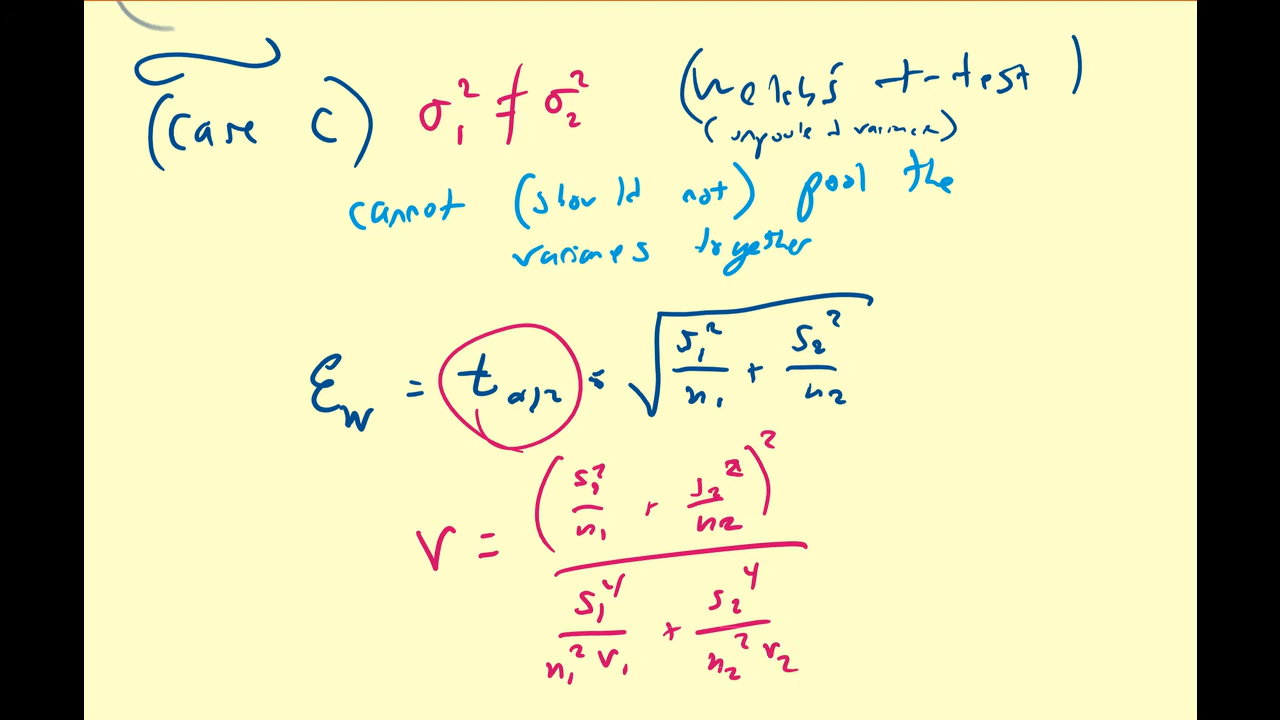 (Case C) σ₁² ≠ σ₂² (Welch's t-test)
(unpooled variance)
cannot (should not) pool the
variances together
E_w = t_{α/2} * √(s₁²/n₁ + s₂²/n₂)
v = (s₁²/n₁ + s₂²/n₂)² / (s₁⁴/(n₁² v₁) + s₂⁴/(n₂² v₂))